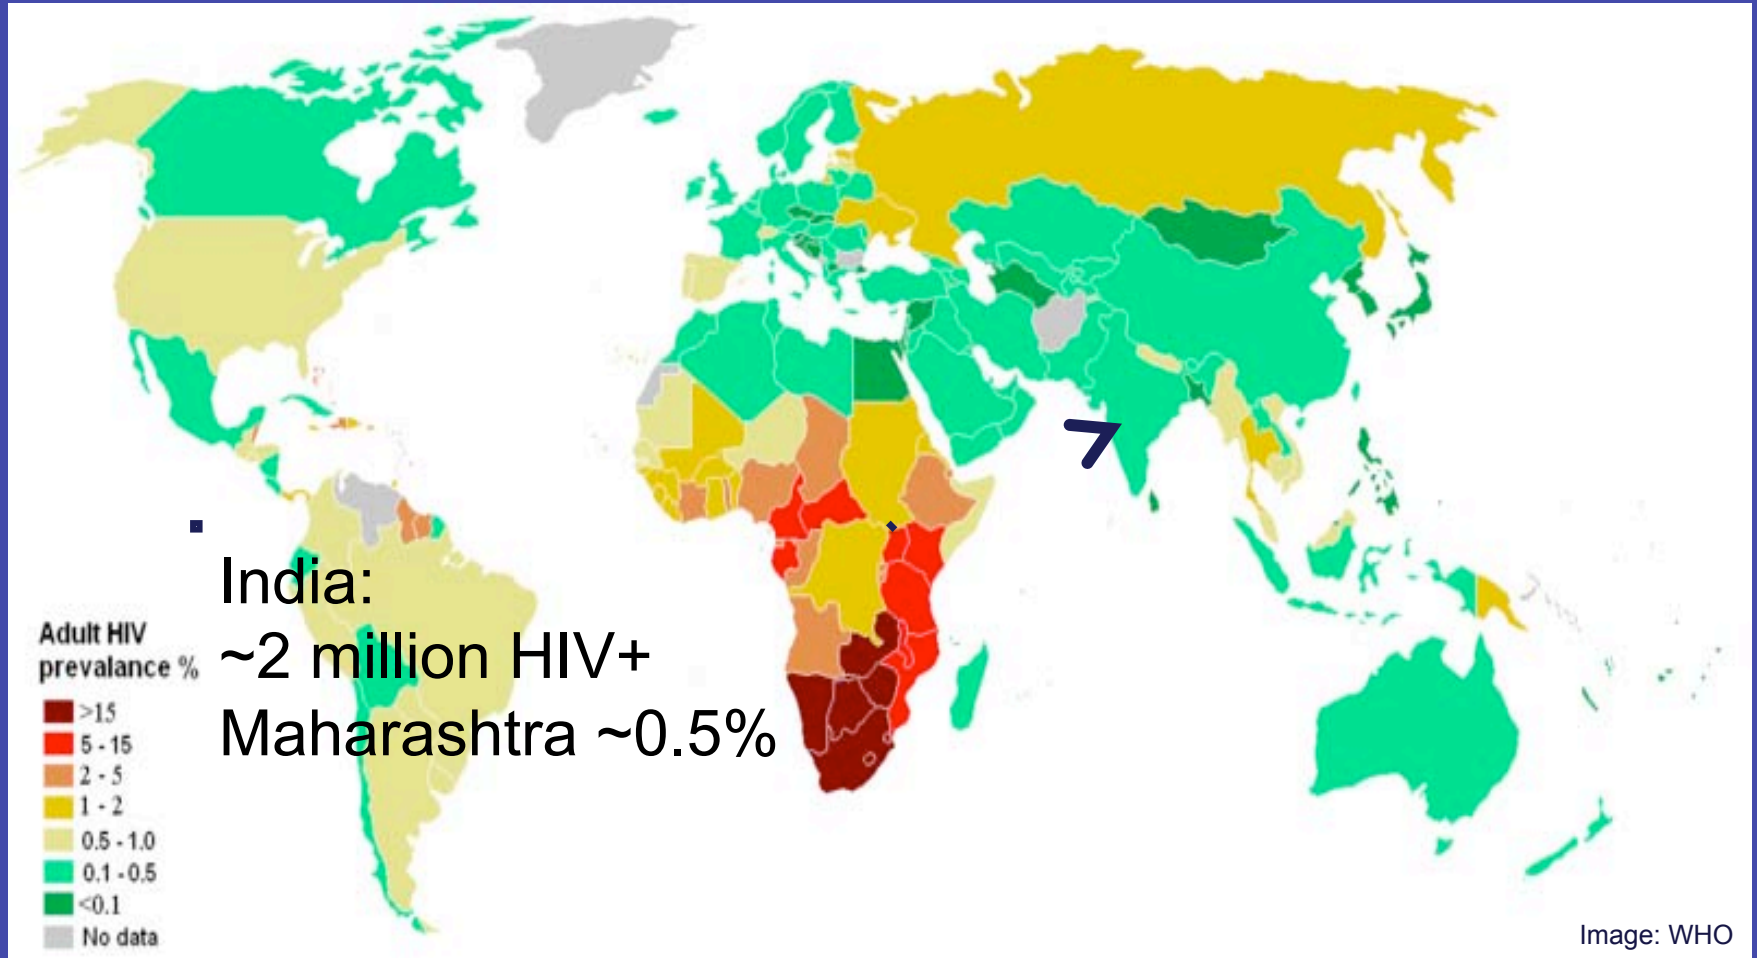 India:
~2 million HIV+
Maharashtra ~0.5%
Adult HIV
prevalance %
>15
5 - 15
2 - 5
1 - 2
0.5 - 1.0
0.1 - 0.5
<0.1
No data
Image: WHO